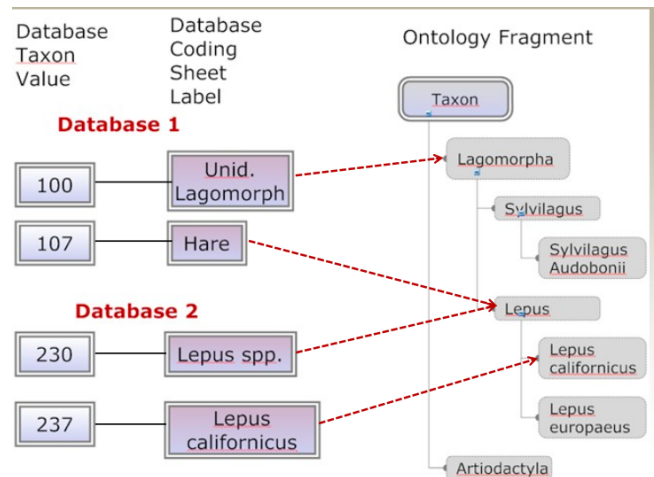 Database
Taxon
Value
Database
Coding
Sheet
Label
Ontology Fragment
Taxon
Database 1
100
Unid.
Lagomorph
107
Hare
Database 2
230
Lepus spp.
237
Lepus
californicus
Lagomorpha
Sylvilagus
Sylvilagus
Audobonii
Lepus
Lepus
californicus
Lepus
europaeus
Artiodactyla